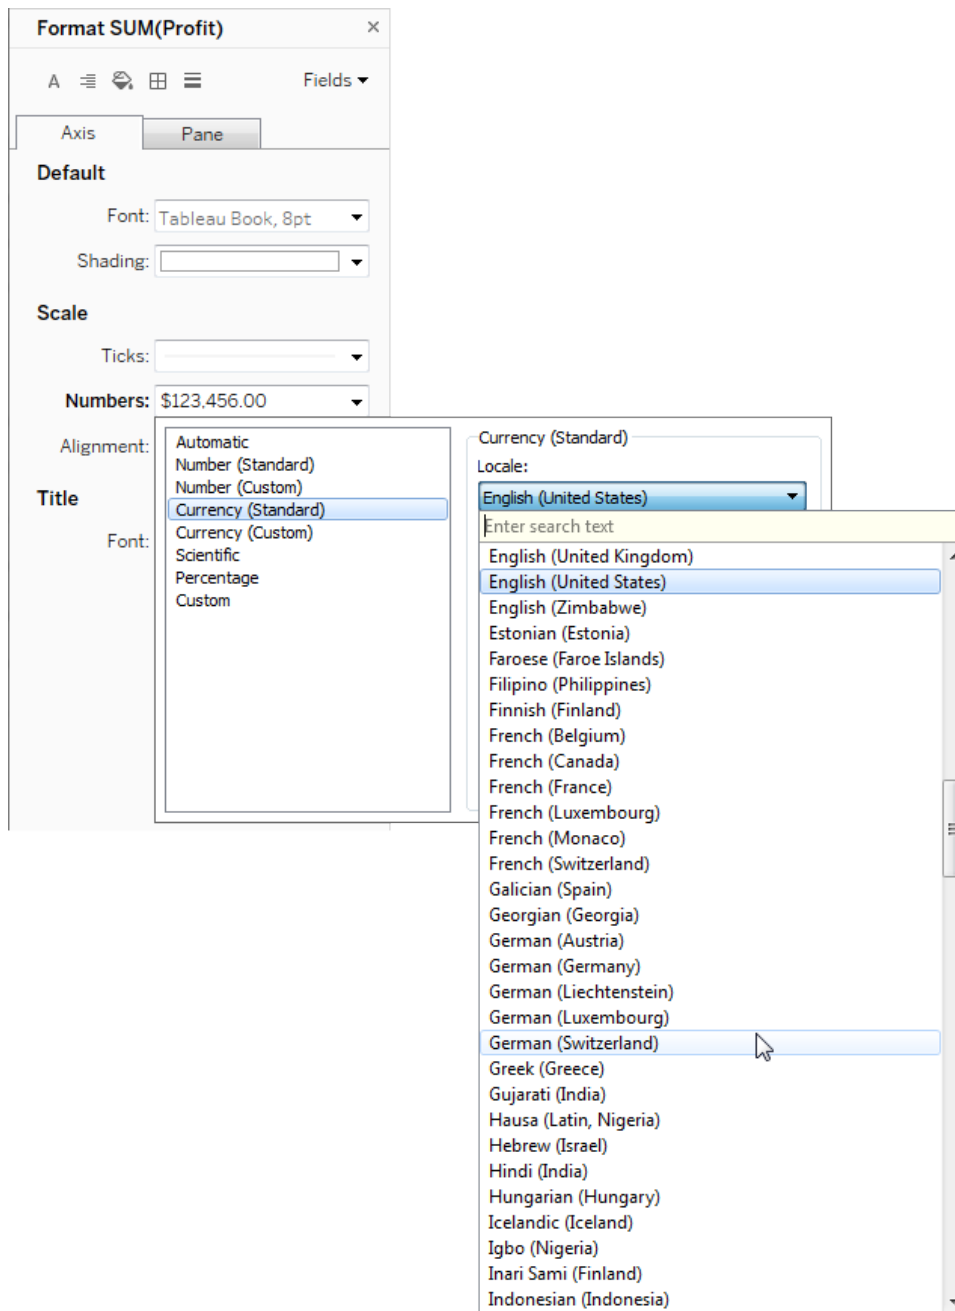 Format SUM(Profit)
Fields
Axis
Pane
Default
Font: Tableau Book, 8pt
Shading:
Scale
Ticks:
Numbers: $123,456.00
Alignment:
Title
Font:
Automatic
Number (Standard)
Number (Custom)
Currency (Standard)
Currency (Custom)
Scientific
Percentage
Custom
Currency (Standard)
Locale:
English (United States)
Enter search text
English (United Kingdom)
English (United States)
English (Zimbabwe)
Estonian (Estonia)
Faroese (Faroe Islands)
Filipino (Philippines)
Finnish (Finland)
French (Belgium)
French (Canada)
French (France)
French (Luxembourg)
French (Monaco)
French (Switzerland)
Galician (Spain)
Georgian (Georgia)
German (Austria)
German (Germany)
German (Liechtenstein)
German (Luxembourg)
German (Switzerland)
Greek (Greece)
Gujarati (India)
Hausa (Latin, Nigeria)
Hebrew (Israel)
Hindi (India)
Hungarian (Hungary)
Icelandic (Iceland)
Igbo (Nigeria)
Inari Sami (Finland)
Indonesian (Indonesia)